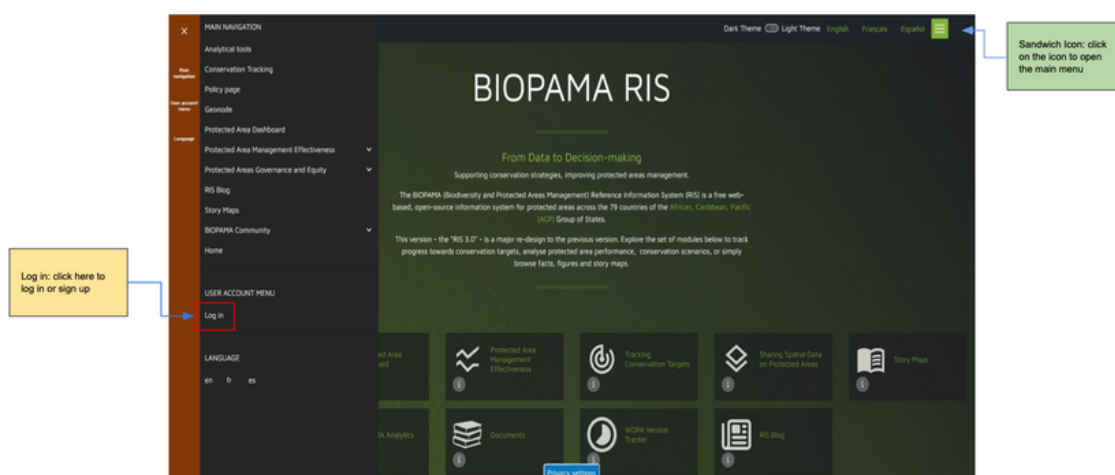 X
MAIN NAVIGATION
Analytical tools
Conservation Tracking
Policy page
Geonode
Protected Area Dashboard
Protected Area Management Effectiveness
Protected Areas Governance and Equity
RIS Blog
Story Maps
BIOPAMA Community
Home
USER ACCOUNT MENU
Log in
LANGUAGE
en fr es
Main
navigation
User account
menu
Language
Log in: click here to
log in or sign up
Dark Theme Light Theme English Français Español
Sandwich Icon: click
on the icon to open
the main menu
BIOPAMA RIS
From Data to Decision-making
Supporting conservation strategies, improving protected areas management.
The BIOPAMA (Biodiversity and Protected Areas Management) Reference Information System (RIS) is a free web-
based, open-source information system for protected areas across the 79 countries of the African, Caribbean, Pacific
(ACP) Group of States.
This version - the "RIS 3.0" - is a major re-design to the previous version. Explore the set of modules below to track
progress towards conservation targets, analyse protected area performance, conservation scenarios, or simply
browse facts, figures and story maps.
Protected Area
Management
Effectiveness
Tracking
Conservation Targets
Sharing Spatial Data
on Protected Areas
Story Maps
Analytics
Documents
WDPA Version
Tracker
RIS Blog
Privacy settings